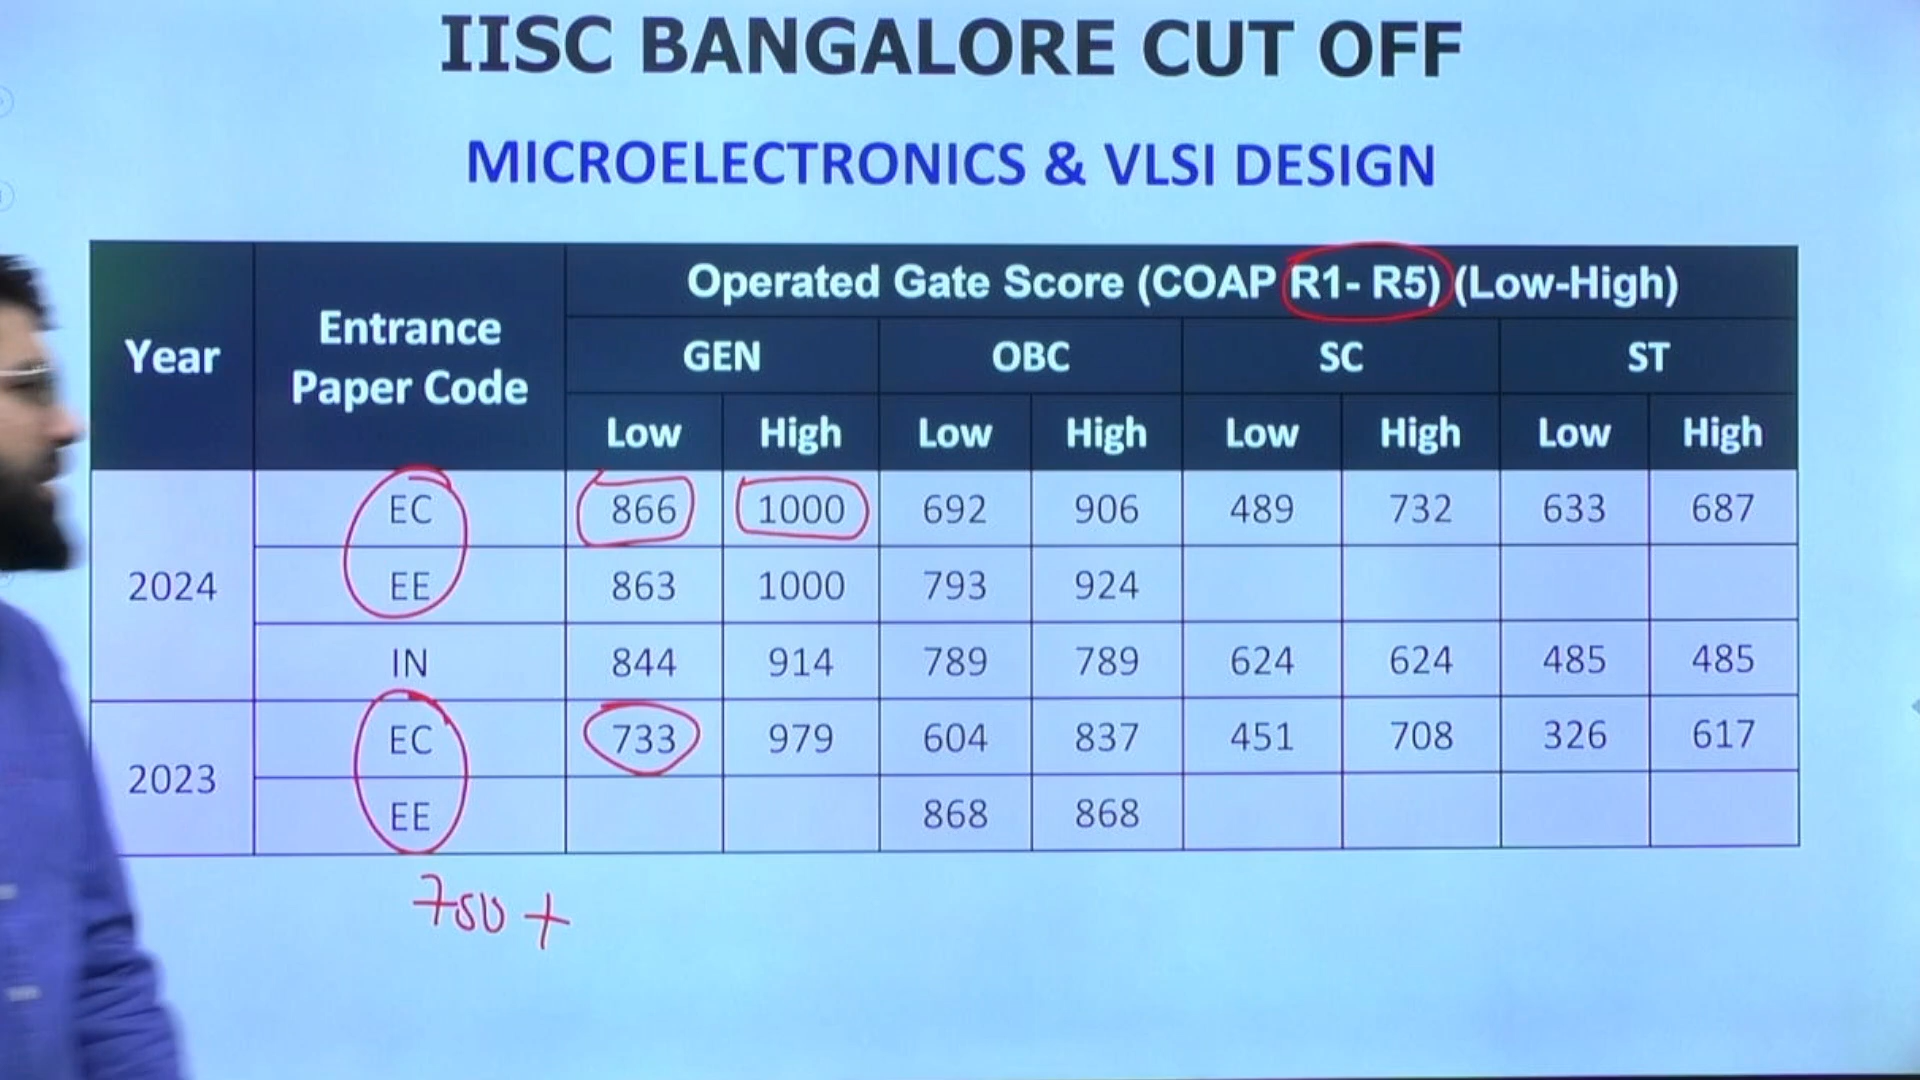 IISC BANGALORE CUT OFF
MICROELECTRONICS & VLSI DESIGN
Year Entrance Paper Code Operated Gate Score (COAP R1- R5) (Low-High)
GEN OBC SC ST
Low High Low High Low High Low High
2024 EC 866 1000 692 906 489 732 633 687
EE 863 1000 793 924
IN 844 914 789 789 624 624 485 485
2023 EC 733 979 604 837 451 708 326 617
EE 868 868
750 +